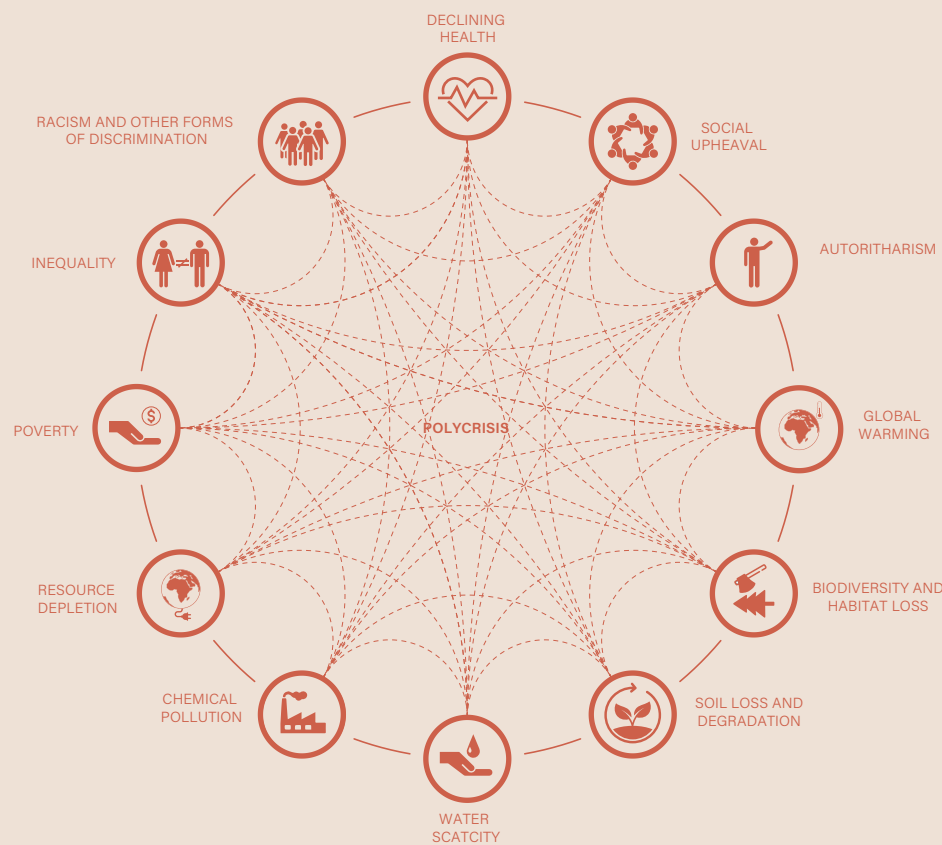 DECLINING
HEALTH
SOCIAL
UPHEAVAL
AUTORITHARISM
GLOBAL
WARMING
BIODIVERSITY AND
HABITAT LOSS
SOIL LOSS AND
DEGRADATION
WATER
SCATCITY
CHEMICAL
POLLUTION
RESOURCE
DEPLETION
POVERTY
$
INEQUALITY
≠
RACISM AND OTHER FORMS
OF DISCRIMINATION
POLYCRISIS